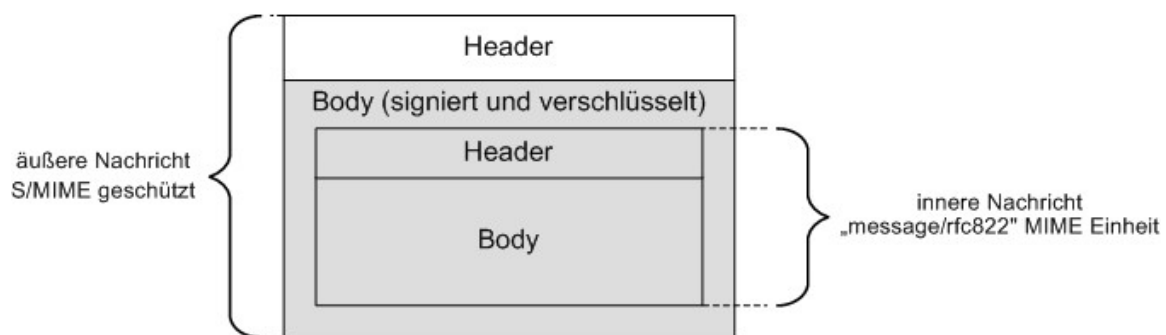 Header
Body (signiert und verschlüsselt)
Header
Body
äußere Nachricht
S/MIME geschützt
innere Nachricht
„message/rfc822" MIME Einheit